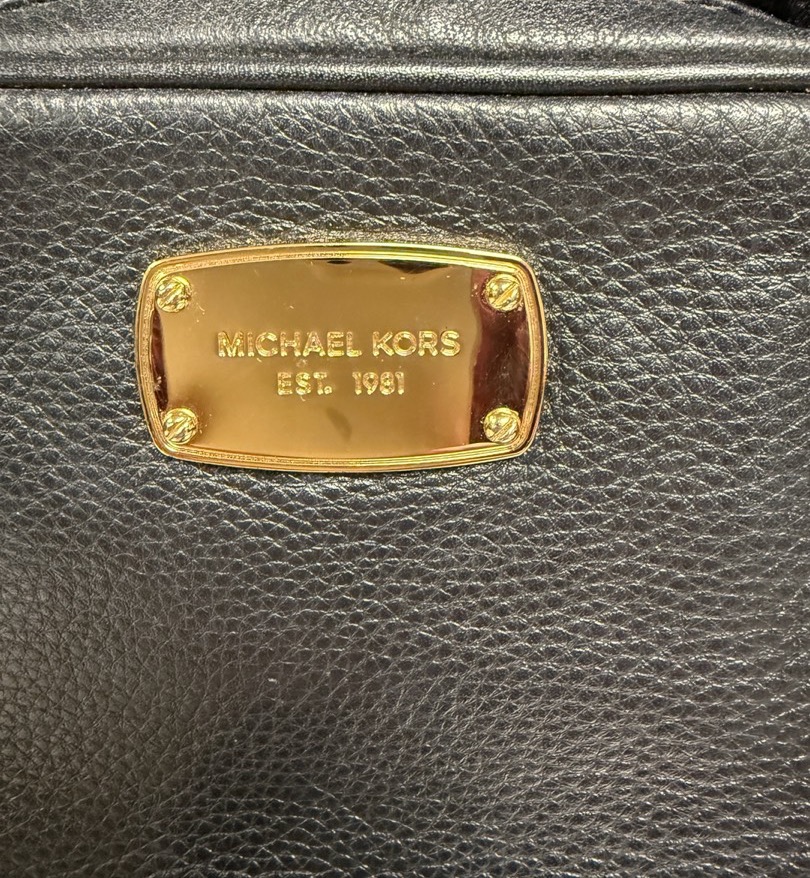 MICHAEL KORS
EST. 1981